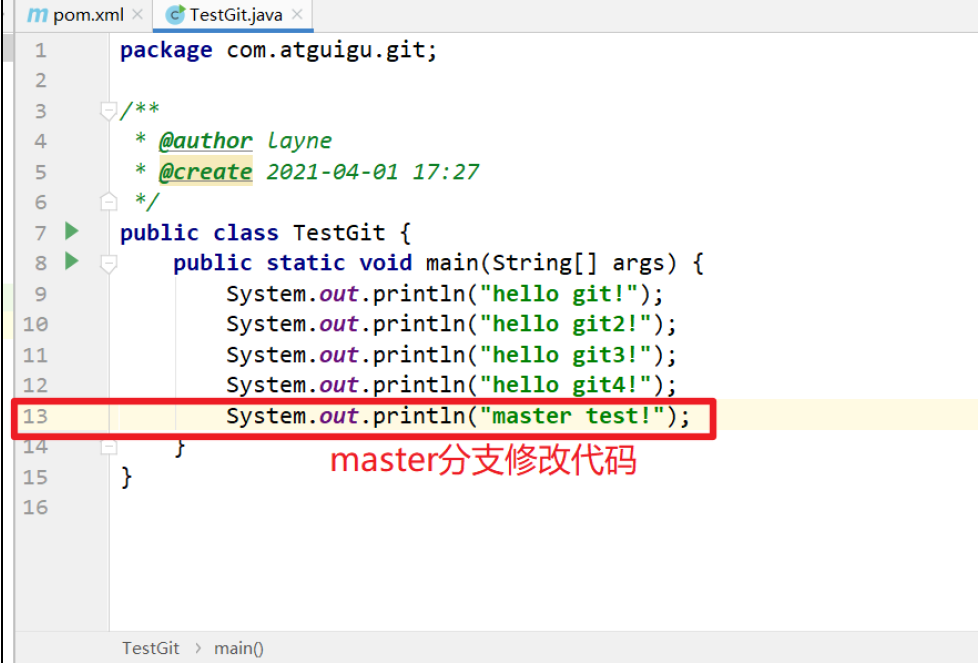 m pom.xml × C TestGit.java ×
1 package com.atguigu.git;
2
3 /**
4 * @author layne
5 * @create 2021-04-01 17:27
6 */
7 public class TestGit {
8 public static void main(String[] args) {
9 System.out.println("hello git!");
10 System.out.println("hello git2!");
11 System.out.println("hello git3!");
12 System.out.println("hello git4!");
13 System.out.println("master test!");
14 }
master分支修改代码
15 }
16
TestGit > main()